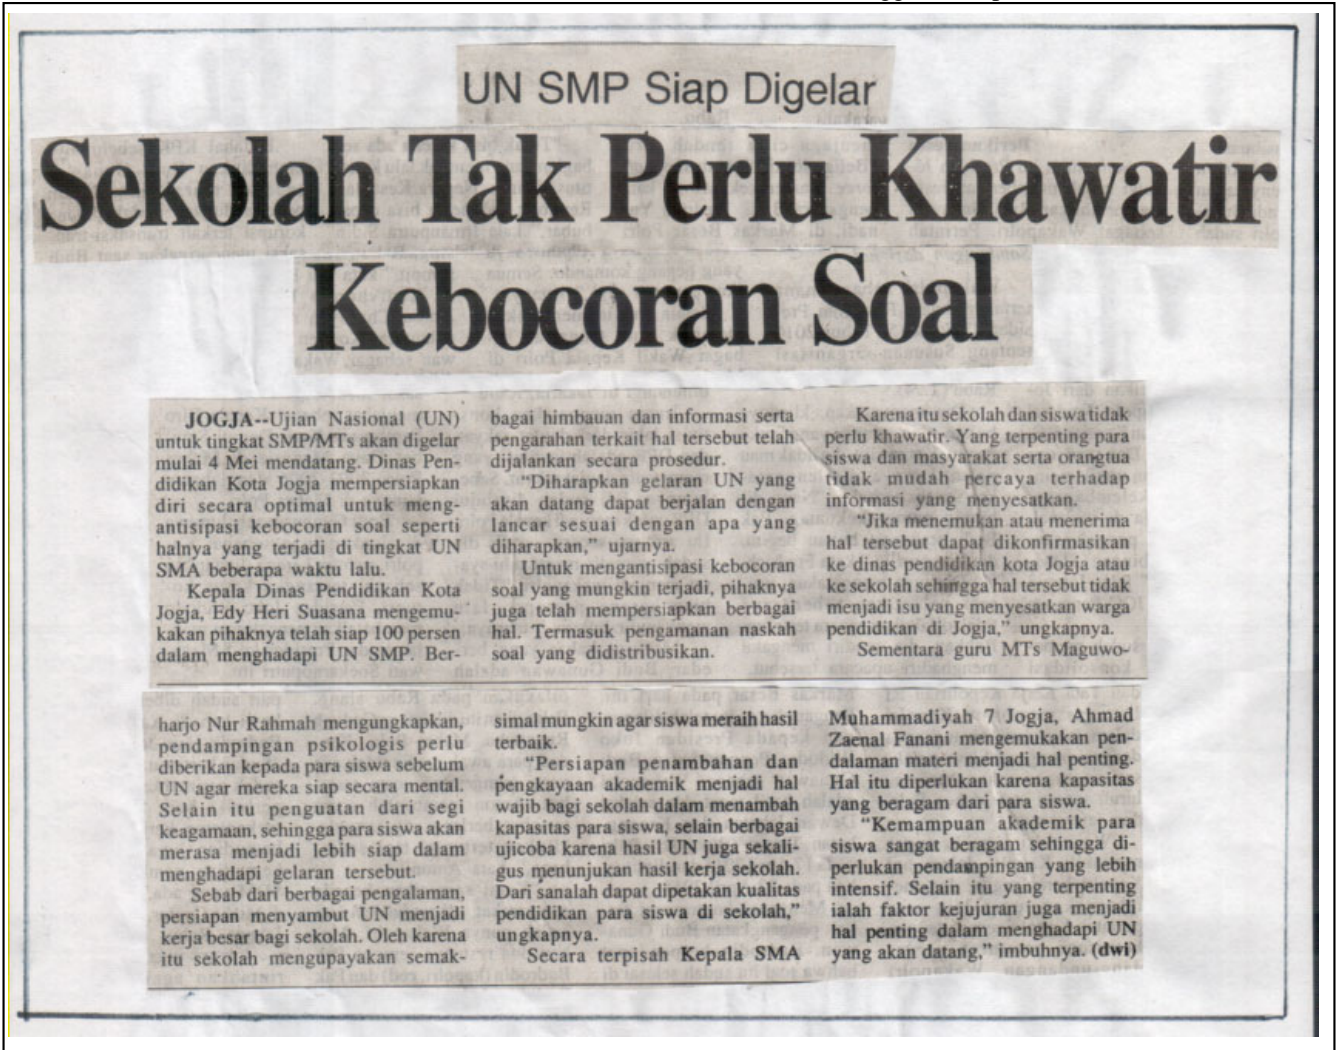 UN SMP Siap Digelar
Sekolah Tak Perlu Khawatir
Kebocoran Soal
JOGJA--Ujian Nasional (UN)
untuk tingkat SMP/MTs akan digelar
mulai 4 Mei mendatang. Dinas Pen-
didikan Kota Jogja mempersiapkan
diri secara optimal untuk meng-
antisipasi kebocoran soal seperti
halnya yang terjadi di tingkat UN
SMA beberapa waktu lalu.
Kepala Dinas Pendidikan Kota
Jogja, Edy Heri Suasana mengemu-
kakan pihaknya telah siap 100 persen
dalam menghadapi UN SMP. Ber-
bagai himbauan dan informasi serta
pengarahan terkait hal tersebut telah
dijalankan secara prosedur.
“Diharapkan gelaran UN yang
akan datang dapat berjalan dengan
lancar sesuai dengan apa yang
diharapkan,” ujarnya.
Untuk mengantisipasi kebocoran
soal yang mungkin terjadi, pihaknya
juga telah mempersiapkan berbagai
hal. Termasuk pengamanan naskah
soal yang didistribusikan.
Karena itu sekolah dan siswa tidak
perlu khawatir. Yang terpenting para
siswa dan masyarakat serta orangtua
tidak mudah percaya terhadap
informasi yang menyesatkan.
“Jika menemukan atau menerima
hal tersebut dapat dikonfirmasikan
ke dinas pendidikan kota Jogja atau
ke sekolah sehingga hal tersebut tidak
menjadi isu yang menyesatkan warga
pendidikan di Jogja,” ungkapnya.
Sementara guru MTs Maguwo-
harjo Nur Rahmah mengungkapkan,
pendampingan psikologis perlu
diberikan kepada para siswa sebelum
UN agar mereka siap secara mental.
Selain itu penguatan dari segi
keagamaan, sehingga para siswa akan
merasa menjadi lebih siap dalam
menghadapi gelaran tersebut.
Sebab dari berbagai pengalaman,
persiapan menyambut UN menjadi
kerja besar bagi sekolah. Oleh karena
itu sekolah mengupayakan semak-
simal mungkin agar siswa meraih hasil
terbaik.
“Persiapan penambahan dan
pengkayaan akademik menjadi hal
wajib bagi sekolah dalam menambah
kapasitas para siswa, selain berbagai
ujicoba karena hasil UN juga sekali-
gus menunjukan hasil kerja sekolah.
Dari sanalah dapat dipetakan kualitas
pendidikan para siswa di sekolah,”
ungkapnya.
Secara terpisah Kepala SMA
Muhammadiyah 7 Jogja, Ahmad
Zaenal Fanani mengemukakan pen-
dalaman materi menjadi hal penting.
Hal itu diperlukan karena kapasitas
yang beragam dari para siswa.
“Kemampuan akademik para
siswa sangat beragam sehingga di-
perlukan pendampingan yang lebih
intensif. Selain itu yang terpenting
ialah faktor kejujuran juga menjadi
hal penting dalam menghadapi UN
yang akan datang,” imbuhnya. (dwi)